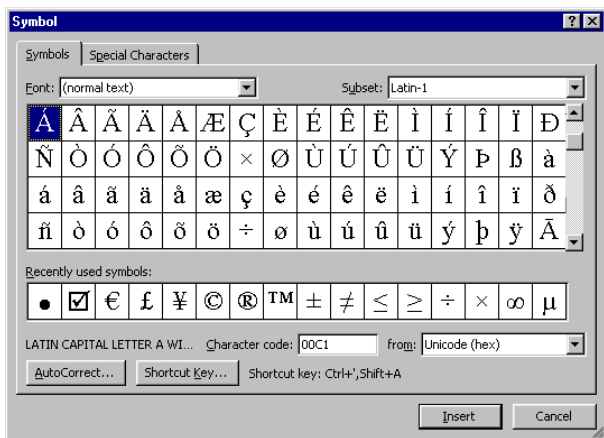 Symbol
Symbols Special Characters
Font: (normal text) Subset: Latin-1
Á Â Ã Ä Å Æ Ç È É Ê Ë Ì Í Î Ï Ð
Ñ Ò Ó Ô Õ Ö × Ø Ù Ú Û Ü Ý Þ ß à
á â ã ä å æ ç è é ê ë ì í î ï ð
ñ ò ó ô õ ö ÷ ø ù ú û ü ý þ ÿ Ā
Recently used symbols:
● ☑ € £ ¥ © ® ™ ± ≠ ≤ ≥ ÷ × ∞ µ
LATIN CAPITAL LETTER A WI... Character code: 00C1 from: Unicode (hex)
AutoCorrect... Shortcut Key... Shortcut key: Ctrl+',Shift+A
Insert Cancel